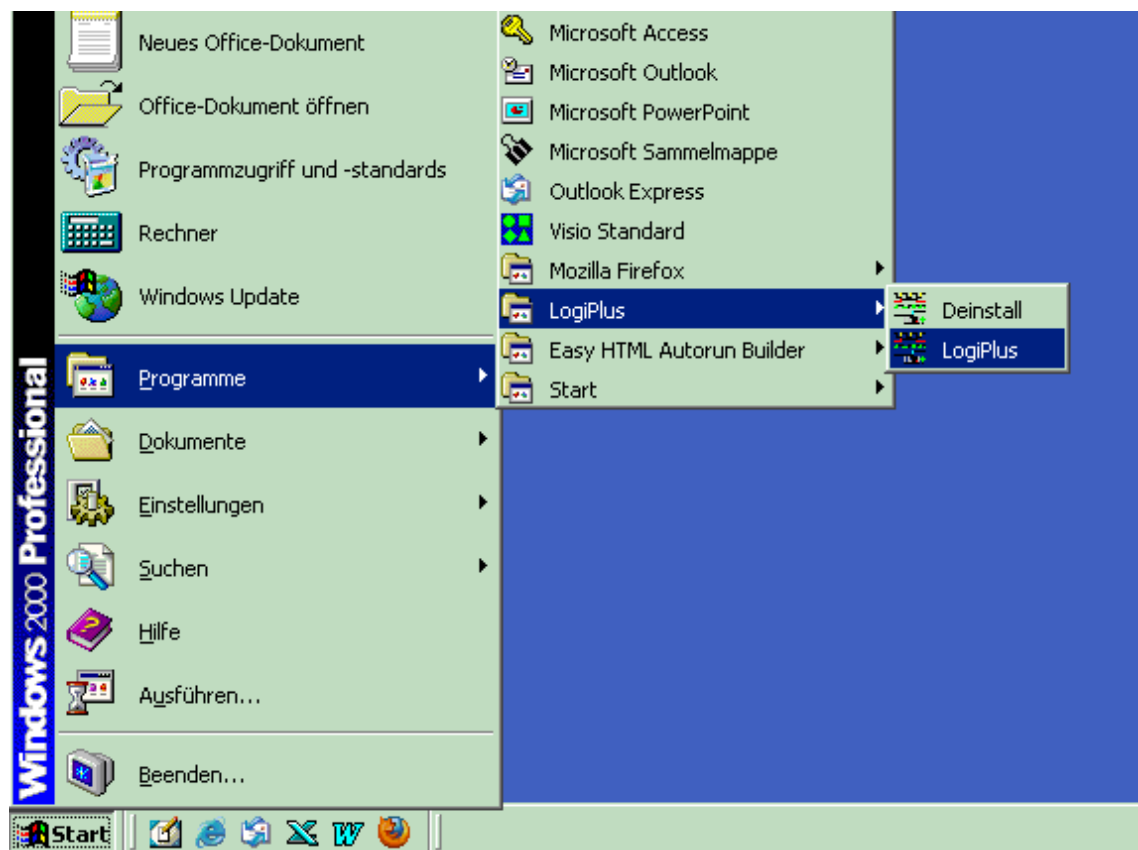 Neues Office-Dokument
Office-Dokument öffnen
Programmzugriff und -standards
Rechner
Windows Update
Programme
Dokumente
Einstellungen
Suchen
Hilfe
Ausführen...
Beenden...
Windows 2000 Professional
Microsoft Access
Microsoft Outlook
Microsoft PowerPoint
Microsoft Sammelmappe
Outlook Express
Visio Standard
Mozilla Firefox
LogiPlus
Easy HTML Autorun Builder
Start
Deinstall
LogiPlus
Start